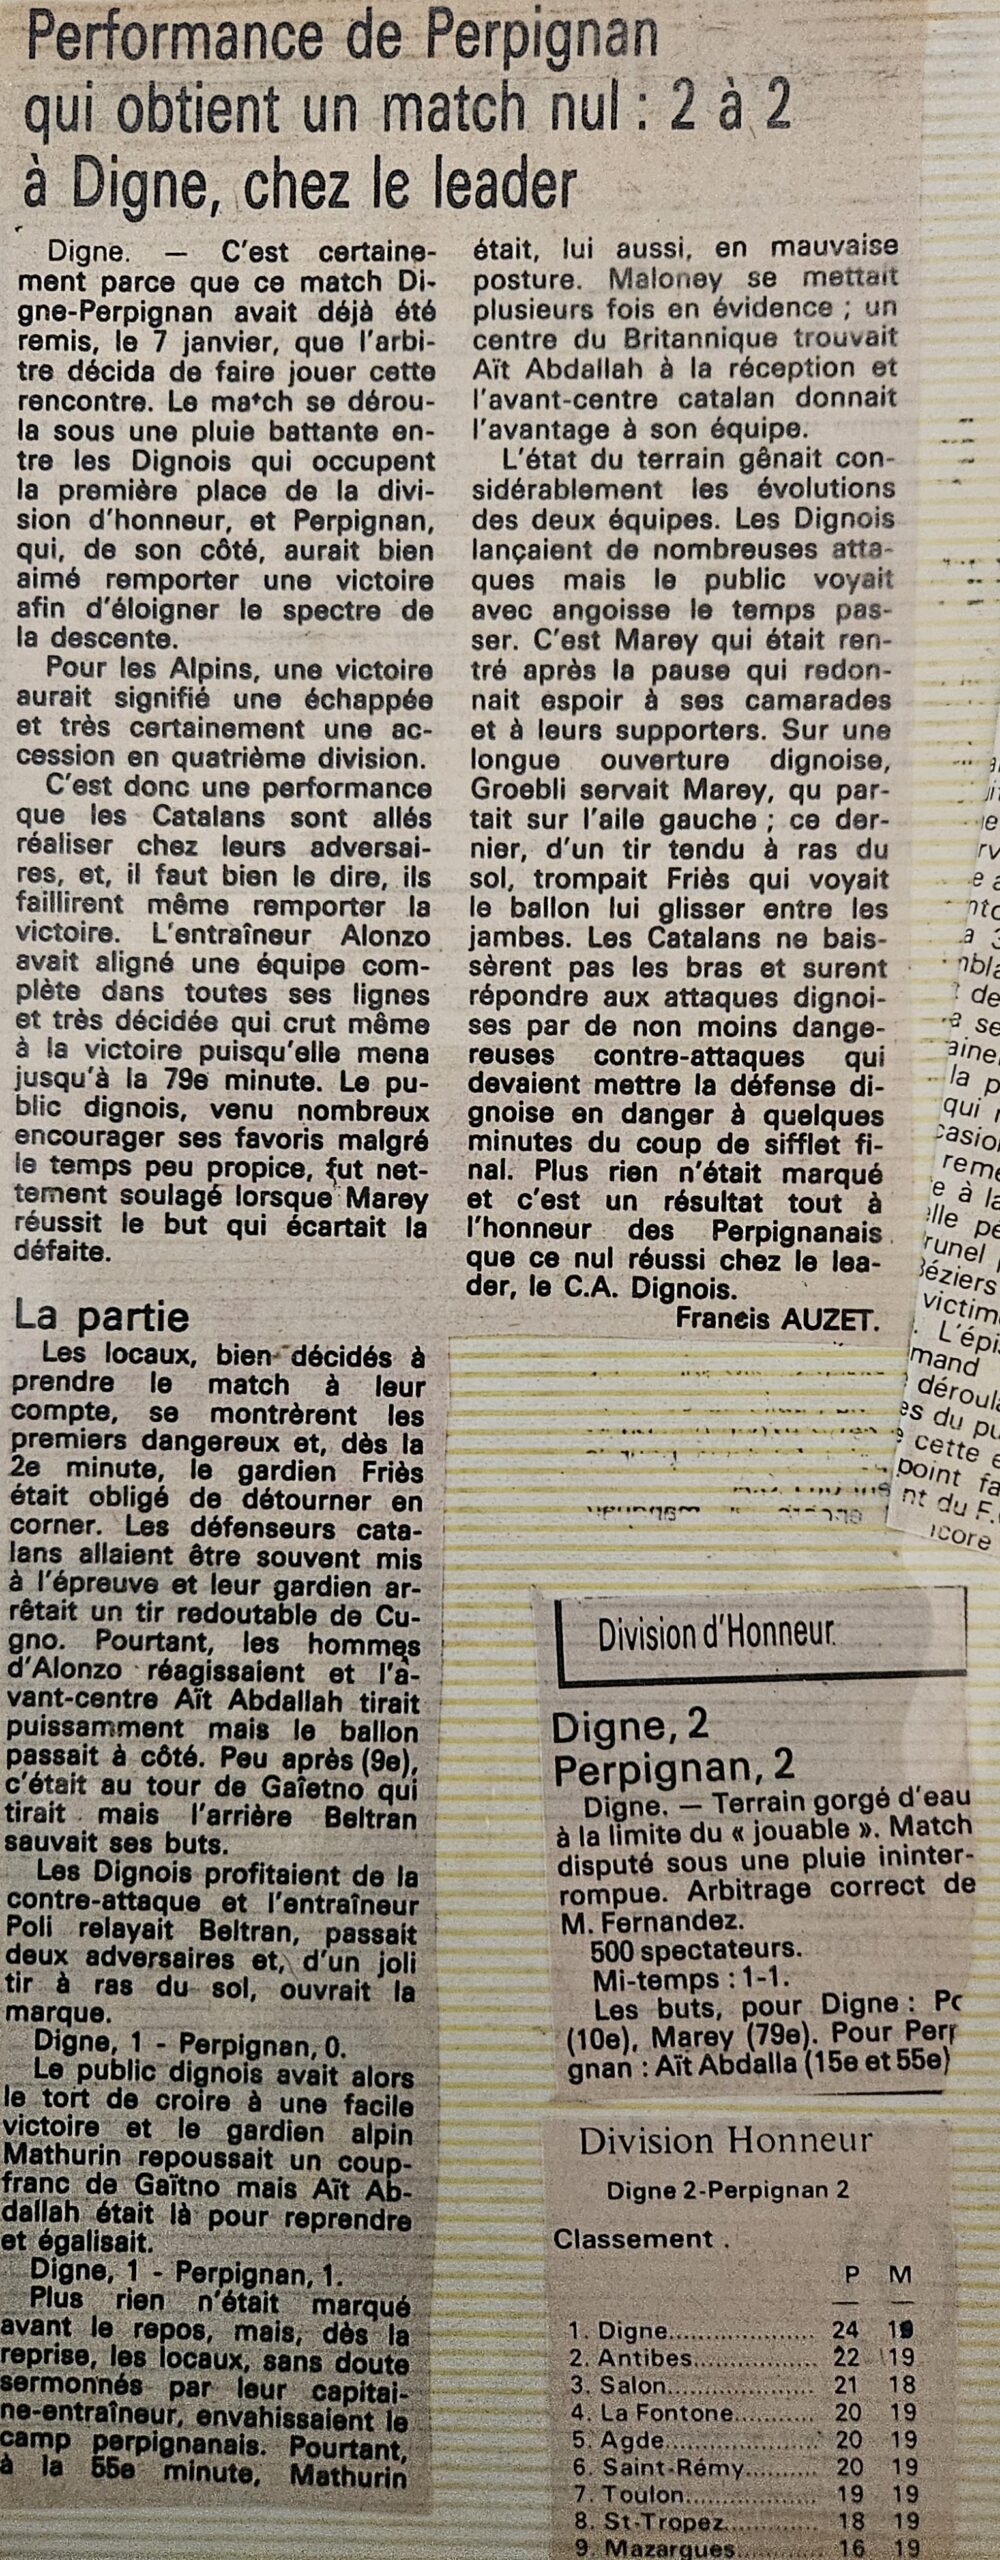 Performance de Perpignan
qui obtient un match nul : 2 à 2
à Digne, chez le leader
Digne. — C'est certaine-
ment parce que ce match Di-
gne-Perpignan avait déjà été
remis, le 7 janvier, que l'arbi-
tre décida de faire jouer cette
rencontre. Le match se dérou-
la sous une pluie battante en-
tre les Dignois qui occupent
la première place de la divi-
sion d'honneur, et Perpignan,
qui, de son côté, aurait bien
aimé remporter une victoire
afin d'éloigner le spectre de
la descente.
Pour les Alpins, une victoire
aurait signifié une échappée
et très certainement une ac-
cession en quatrième division.
C'est donc une performance
que les Catalans sont allés
réaliser chez leurs adversai-
res, et, il faut bien le dire, ils
faillirent même remporter la
victoire. L'entraîneur Alonzo
avait aligné une équipe com-
plète dans toutes ses lignes
et très décidée qui crut même
à la victoire puisqu'elle mena
jusqu'à la 79e minute. Le pu-
blic dignois, venu nombreux
encourager ses favoris malgré
le temps peu propice, fut net-
tement soulagé lorsque Marey
réussit le but qui écartait la
défaite.
La partie
Les locaux, bien décidés à
prendre le match à leur
compte, se montrèrent les
premiers dangereux et, dès la
2e minute, le gardien Friès
était obligé de détourner en
corner. Les défenseurs cata-
lans allaient être souvent mis
à l'épreuve et leur gardien ar-
rêtait un tir redoutable de Cu-
gno. Pourtant, les hommes
d'Alonzo réagissaient et l'a-
vant-centre Aït Abdallah tirait
puissamment mais le ballon
passait à côté. Peu après (9e),
c'était au tour de Gaîetno qui
tirait mais l'arrière Beltran
sauvait ses buts.
Les Dignois profitaient de la
contre-attaque et l'entraîneur
Poli relayait Beltran, passait
deux adversaires et, d'un joli
tir à ras du sol, ouvrait la
marque.
Digne, 1 - Perpignan, 0.
Le public dignois avait alors
le tort de croire à une facile
victoire et le gardien alpin
Mathurin repoussait un coup-
franc de Gaïtno mais Aït Ab-
dallah était là pour reprendre
et égalisait.
Digne, 1 - Perpignan, 1.
Plus rien n'était marqué
avant le repos, mais, dès la
reprise, les locaux, sans doute
sermonnés par leur capitai-
ne-entraîneur, envahissaient le
camp perpignanais. Pourtant,
à la 55e minute, Mathurin
était, lui aussi, en mauvaise
posture. Maloney se mettait
plusieurs fois en évidence ; un
centre du Britannique trouvait
Aït Abdallah à la réception et
l'avant-centre catalan donnait
l'avantage à son équipe.
L'état du terrain gênait con-
sidérablement les évolutions
des deux équipes. Les Dignois
lançaient de nombreuses atta-
ques mais le public voyait
avec angoisse le temps pas-
ser. C'est Marey qui était ren-
tré après la pause qui redon-
nait espoir à ses camarades
et à leurs supporters. Sur une
longue ouverture dignoise,
Groebli servait Marey, qu par-
tait sur l'aile gauche ; ce der-
nier, d'un tir tendu à ras du
sol, trompait Friès qui voyait
le ballon lui glisser entre les
jambes. Les Catalans ne bais-
sèrent pas les bras et surent
répondre aux attaques dignoi-
ses par de non moins dange-
reuses contre-attaques qui
devaient mettre la défense di-
gnoise en danger à quelques
minutes du coup de sifflet fi-
nal. Plus rien n'était marqué
et c'est un résultat tout à
l'honneur des Perpignanais
que ce nul réussi chez le lea-
der, le C.A. Dignois.
Francis AUZET.
de
a se
la p
qui
reme
e à la
elle pe
Béziers
victim
L'épi
mand
déroula
es du pu
cette e
point fa
nt du F.
core
Division d'Honneur
Digne, 2
Perpignan, 2
Digne. — Terrain gorgé d'eau
à la limite du « jouable ». Match
disputé sous une pluie ininter-
rompue. Arbitrage correct de
M. Fernandez.
500 spectateurs.
Mi-temps : 1-1.
Les buts, pour Digne : Po
(10e), Marey (79e). Pour Perp
gnan : Aït Abdalla (15e et 55e)
Division Honneur
Digne 2-Perpignan 2
Classement .
P M
1. Digne.................... 24 19
2. Antibes.................. 22 19
3. Salon.................... 21 18
4. La Fontone........... 20 19
5. Agde.................... 20 19
6. Saint-Rémy.......... 20 19
7. Toulon.................. 19 19
8. St-Tropez............. 18 19
9. Mazargues............ 16 19